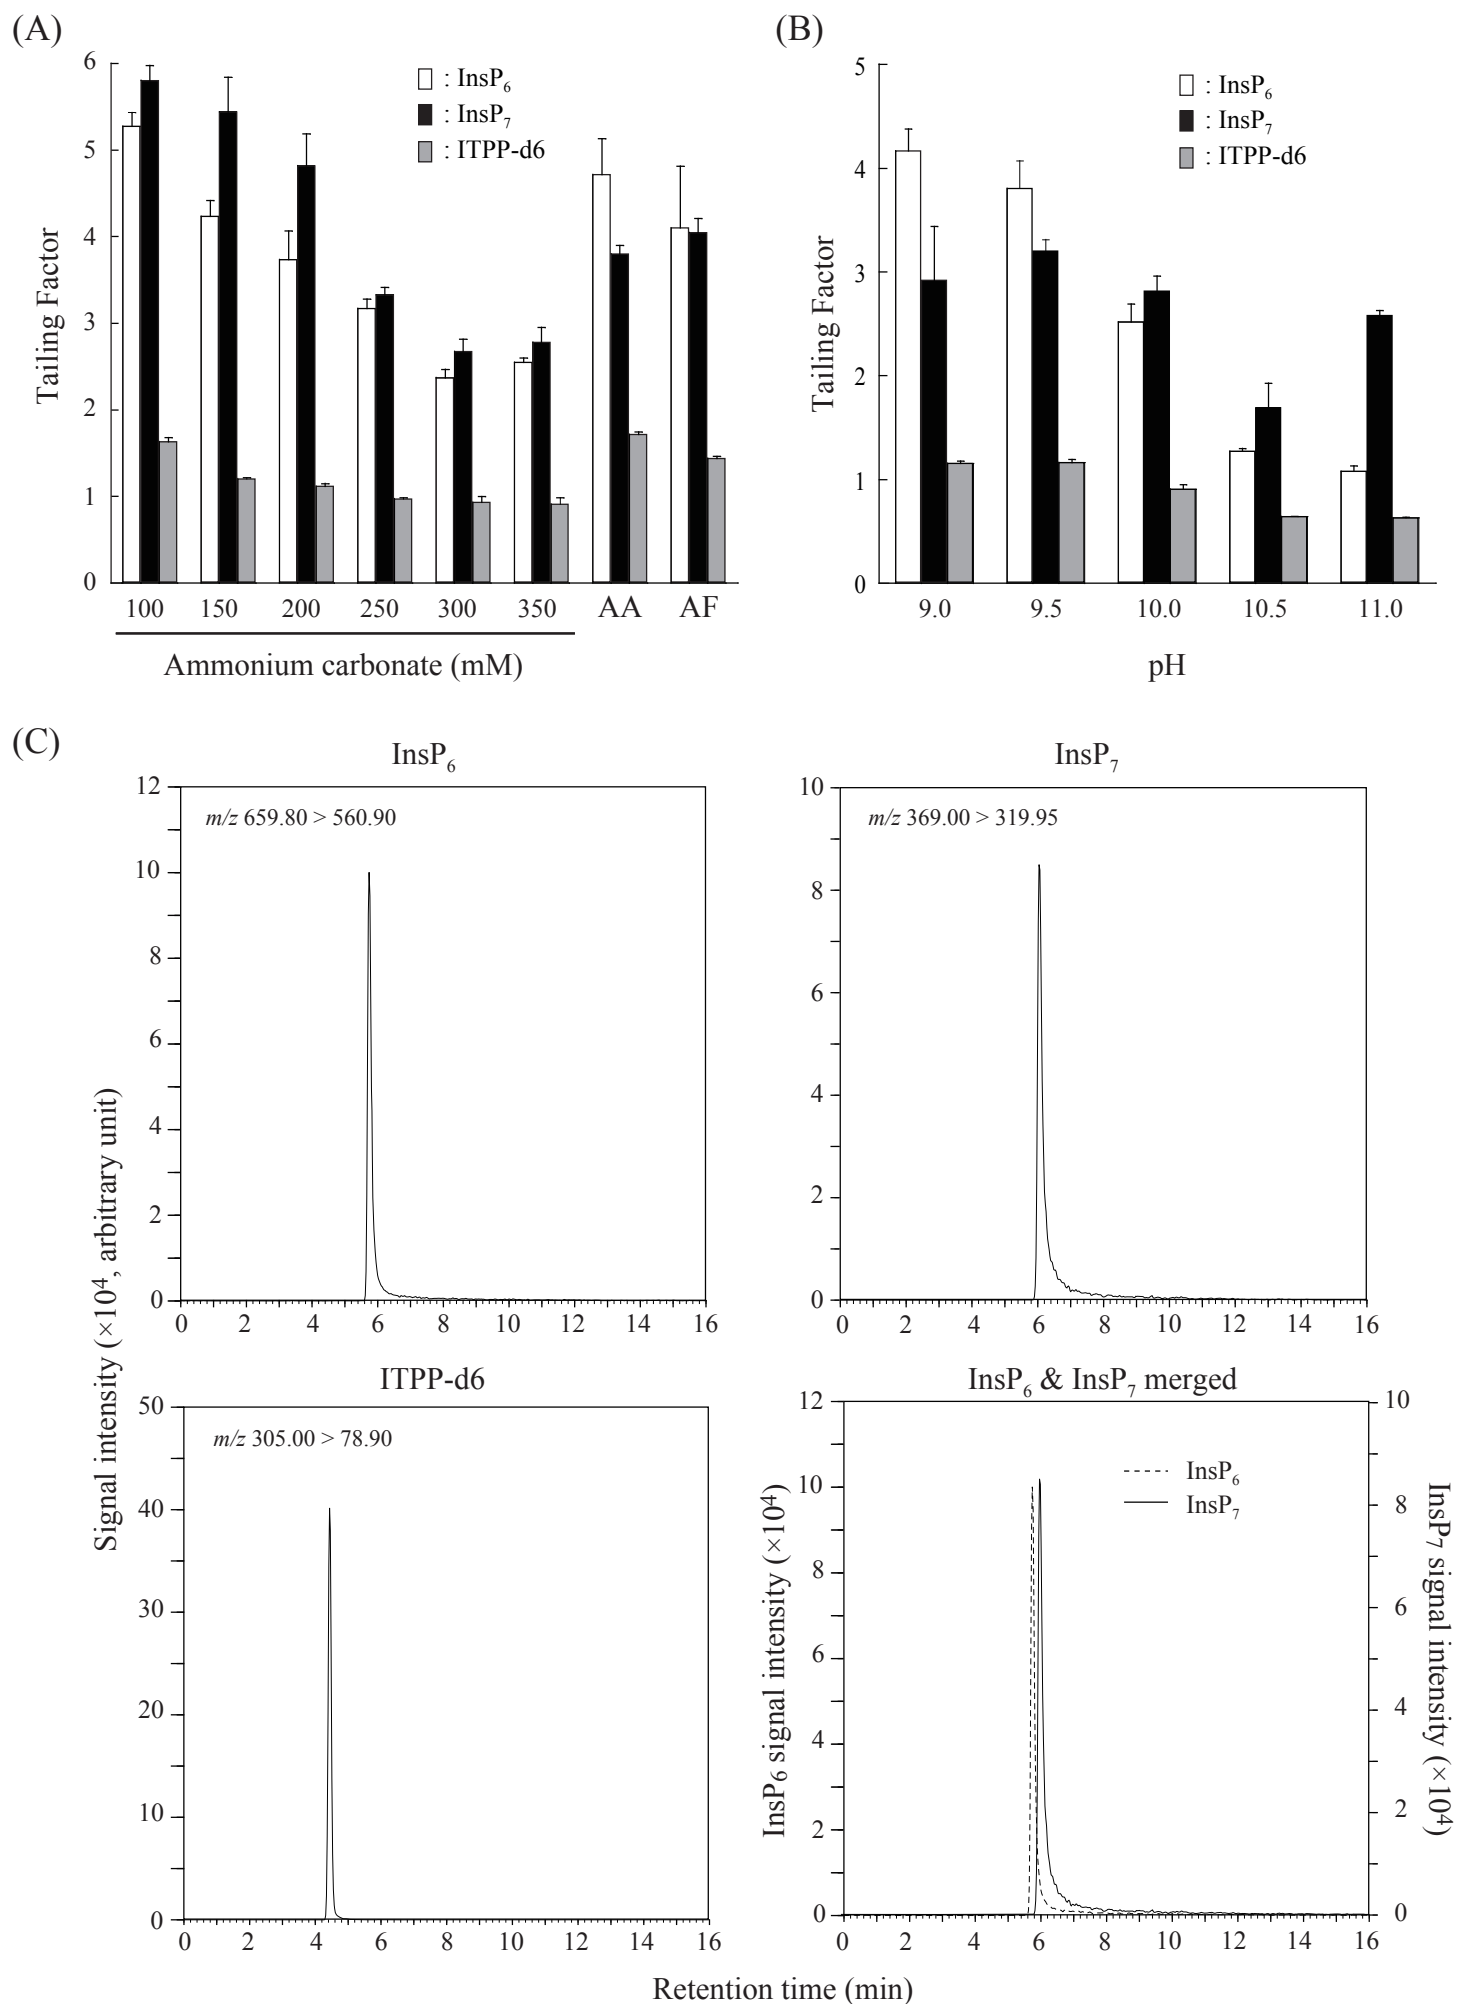 (A)
6
5
4
3
2
1
0
Tailing Factor
: InsP6
: InsP7
: ITPP-d6
100 150 200 250 300 350 AA AF
Ammonium carbonate (mM)
(B)
5
4
3
2
1
0
Tailing Factor
: InsP6
: InsP7
: ITPP-d6
9.0 9.5 10.0 10.5 11.0
pH
(C)
Signal intensity (×10⁴, arbitrary unit)
InsP6
m/z 659.80 > 560.90
12
10
8
6
4
2
0
0 2 4 6 8 10 12 14 16
InsP7
m/z 369.00 > 319.95
10
8
6
4
2
0
0 2 4 6 8 10 12 14 16
ITPP-d6
m/z 305.00 > 78.90
50
40
30
20
10
0
0 2 4 6 8 10 12 14 16
InsP6 & InsP7 merged
InsP6 signal intensity (×10⁴)
12
10
8
6
4
2
0
InsP6
InsP7
10
8
6
4
2
0
InsP7 signal intensity (×10⁴)
0 2 4 6 8 10 12 14 16
Retention time (min)